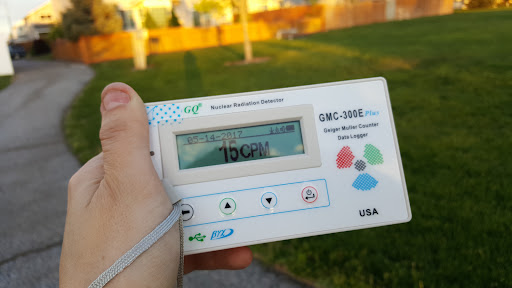 GQ®
Nuclear Radiation Detector
GMC-300E Plus
Geiger Muller Counter
Data Logger
05-14-2017
15CPM
USA